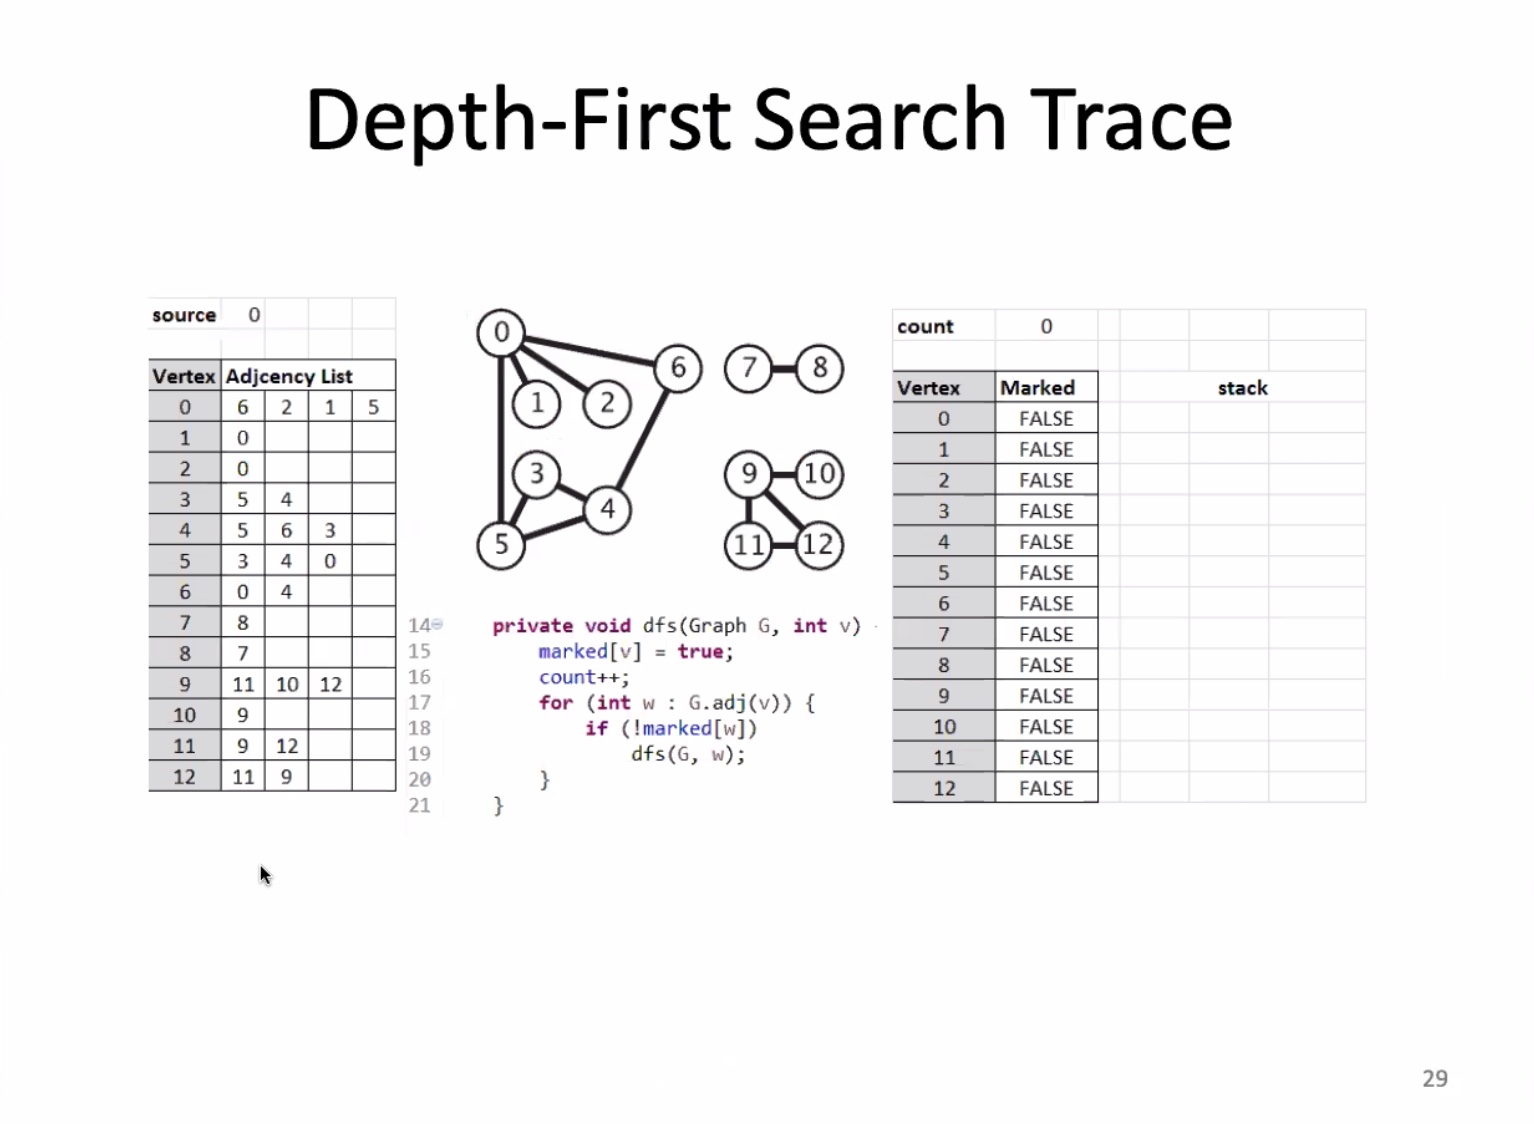 Depth-First Search Trace
source 0
Vertex Adjcency List
0 6 2 1 5
1 0
2 0
3 5 4
4 5 6 3
5 3 4 0
6 0 4
7 8
8 7
9 11 10 12
10 9
11 9 12
12 11 9
0
6
1
2
3
4
5
7
8
9
10
11
12
14 private void dfs(Graph G, int v)
15 marked[v] = true;
16 count++;
17 for (int w : G.adj(v)) {
18 if (!marked[w])
19 dfs(G, w);
20 }
21 }
count 0
Vertex Marked stack
0 FALSE
1 FALSE
2 FALSE
3 FALSE
4 FALSE
5 FALSE
6 FALSE
7 FALSE
8 FALSE
9 FALSE
10 FALSE
11 FALSE
12 FALSE
29